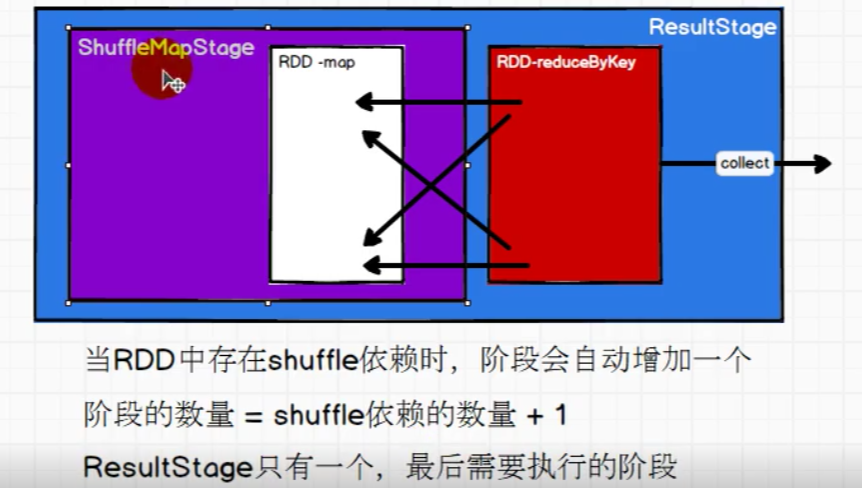 ResultStage
ShuffleMapStage
RDD -map
RDD-reduceByKey
collect
当RDD中存在shuffle依赖时，阶段会自动增加一个
阶段的数量 = shuffle依赖的数量 + 1
ResultStage只有一个，最后需要执行的阶段